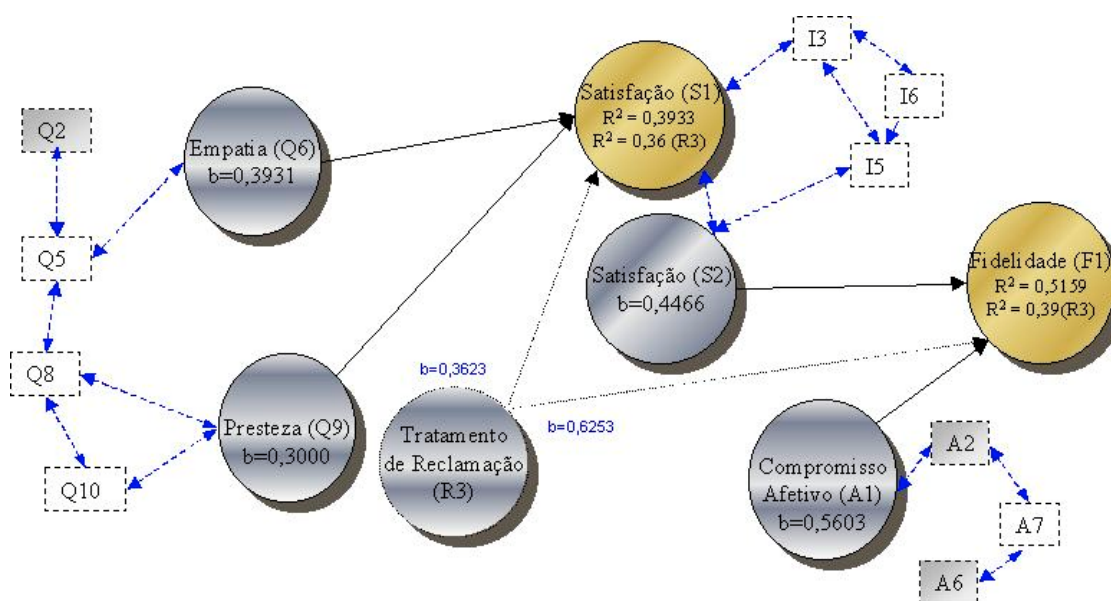 Q2
Q5
Q8
Q10
Empatia (Q6)
b=0,3931
Presteza (Q9)
b=0,3000
Satisfação (S1)
R² = 0,3933
R² = 0,36 (R3)
I3
I6
I5
Satisfação (S2)
b=0,4466
Fidelidade (F1)
R² = 0,5159
R² = 0,39(R3)
b=0,3623
b=0,6253
Tratamento
de Reclamação
(R3)
Compromisso
Afetivo (A1)
b=0,5603
A2
A7
A6